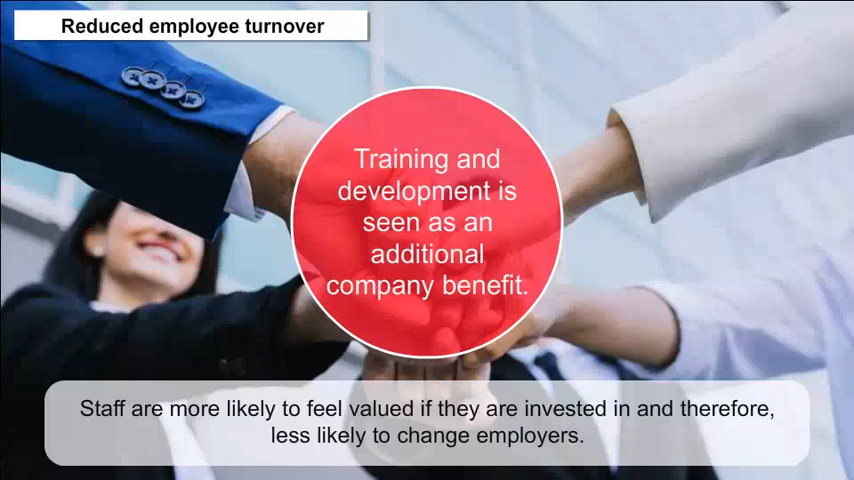 Reduced employee turnover
Training and
development is
seen as an
additional
company benefit.
Staff are more likely to feel valued if they are invested in and therefore,
less likely to change employers.